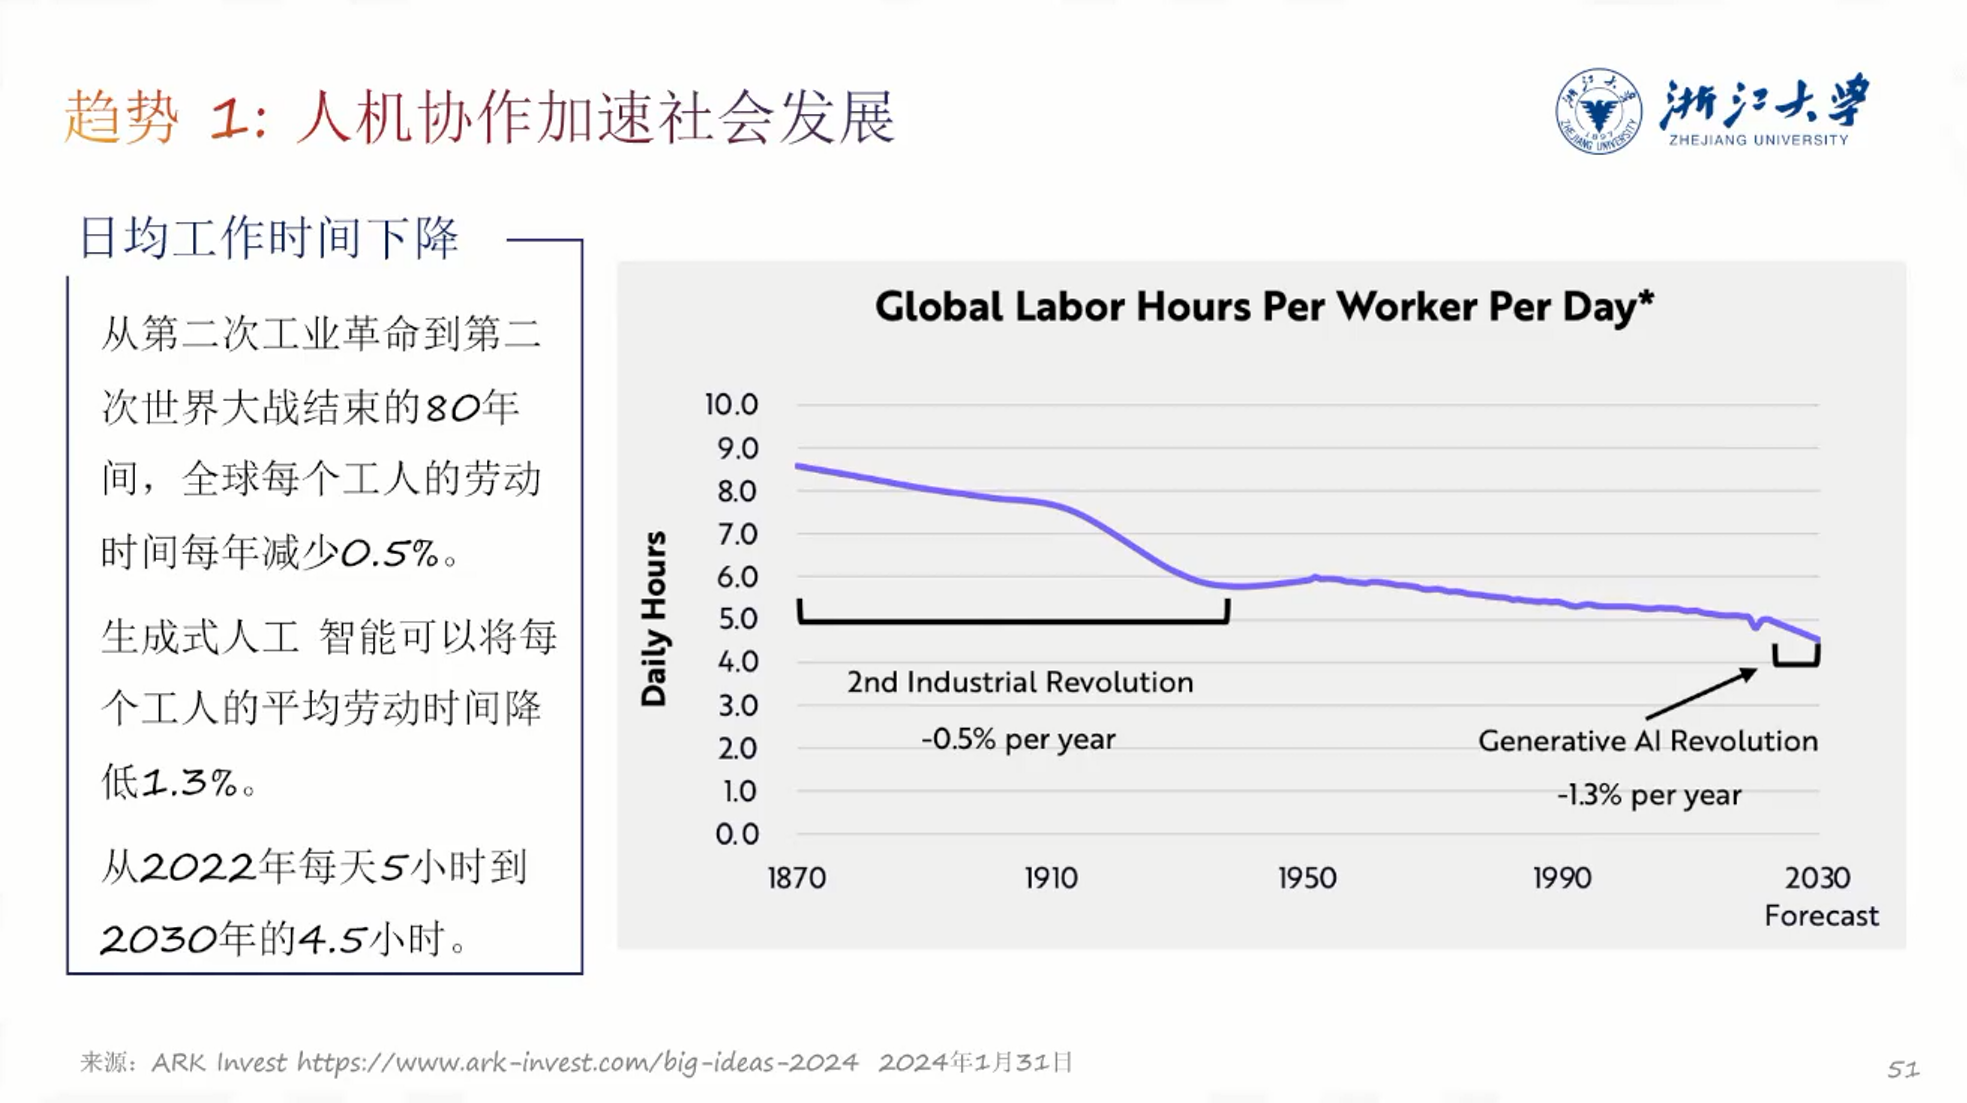 趋势 1: 人机协作加速社会发展
浙江大学
ZHEJIANG UNIVERSITY
浙江大学
1897
ZHEJIANG UNIVERSITY
日均工作时间下降
从第二次工业革命到第二
次世界大战结束的80年
间，全球每个工人的劳动
时间每年减少0.5%。
生成式人工 智能可以将每
个工人的平均劳动时间降
低1.3%。
从2022年每天5小时到
2030年的4.5小时。
Global Labor Hours Per Worker Per Day*
Daily Hours
10.0
9.0
8.0
7.0
6.0
5.0
4.0
3.0
2.0
1.0
0.0
2nd Industrial Revolution
-0.5% per year
Generative AI Revolution
-1.3% per year
1870
1910
1950
1990
2030
Forecast
来源：ARK Invest https://www.ark-invest.com/big-ideas-2024 2024年1月31日
51